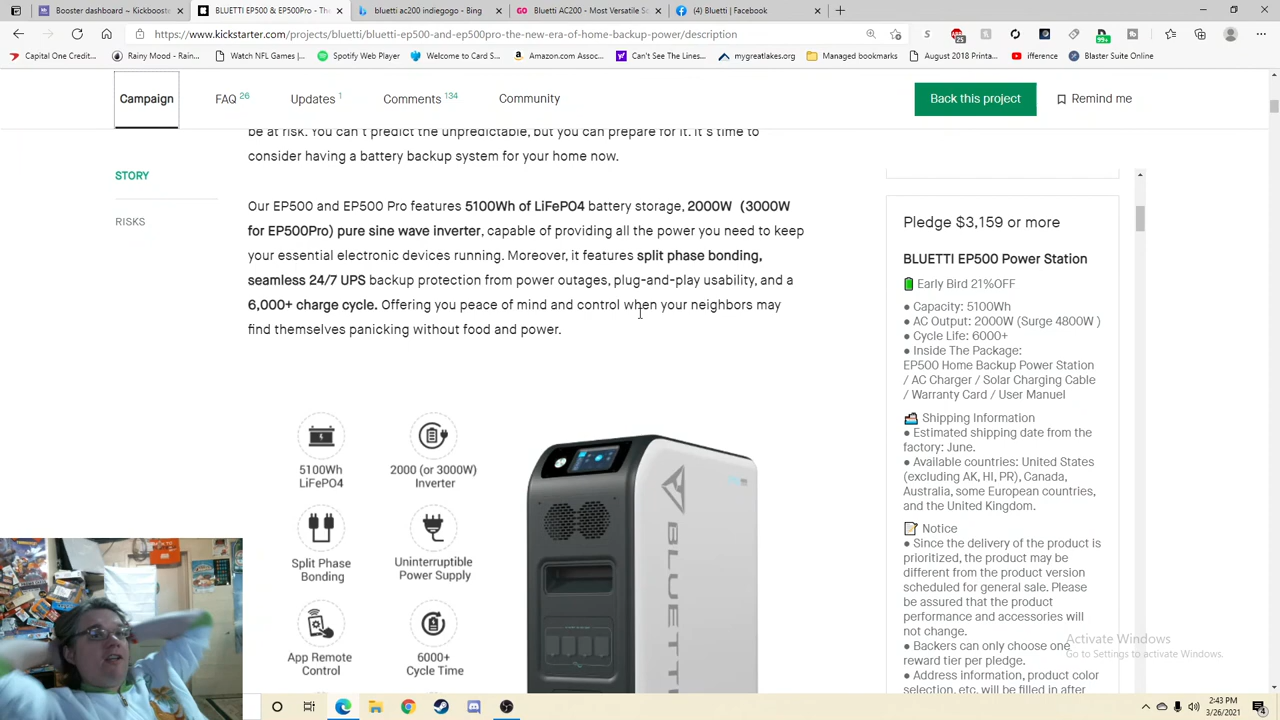 Booster dashboard ~ Kickbooste
BLUETTI EP500 & EP500Pro - Th
bluetti ac200 indiegogo - Bing
Bluetti AC200 - Most Versatile S
(4) Bluetti | Facebook
https://www.kickstarter.com/projects/bluetti/bluetti-ep500-and-ep500pro-the-new-era-of-home-backup-power/description
99+
Capital One Credit...
Rainy Mood - Rain...
Watch LOL Games |...
Spotify Web Player
Welcome to Card S...
Amazon.com Assoc...
Can't See The Lines...
mygreatlakes.org
Managed bookmarks
August 2018 Printa...
ifference
Blaster Suite Online
Campaign
FAQ 26
Updates 1
Comments 134
Community
Back this project
Remind me
be at risk. You can't predict the unpredictable, but you can prepare for it. It's time to
consider having a battery backup system for your home now.
STORY
RISKS
Our EP500 and EP500 Pro features 5100Wh of LiFePO4 battery storage, 2000W (3000W
for EP500Pro) pure sine wave inverter, capable of providing all the power you need to keep
your essential electronic devices running. Moreover, it features split phase bonding,
seamless 24/7 UPS backup protection from power outages, plug-and-play usability, and a
6,000+ charge cycle. Offering you peace of mind and control when your neighbors may
find themselves panicking without food and power.
5100Wh
LiFePO4
2000 (or 3000W)
Inverter
Split Phase
Bonding
Uninterruptible
Power Supply
App Remote
Control
6000+
Cycle Time
BLUETTI
Pledge $3,159 or more
BLUETTI EP500 Power Station
Early Bird 21%OFF
● Capacity: 5100Wh
● AC Output: 2000W (Surge 4800W )
● Cycle Life: 6000+
● Inside The Package:
EP500 Home Backup Power Station
/ AC Charger / Solar Charging Cable
/ Warranty Card / User Manuel
Shipping Information
● Estimated shipping date from the
factory: June.
● Available countries: United States
(excluding AK, HI, PR), Canada,
Australia, some European countries,
and the United Kingdom.
Notice
● Since the delivery of the product is
prioritized, the product may be
different from the product version
scheduled for general sale. Please
be assured that the product
performance and accessories will
not change.
● Backers can only choose one
reward tier per pledge.
● Address information, product color
selection, etc. will be filled in after
Activate Windows
Go to Settings to activate Windows.
2:43 PM
3/26/2021
4